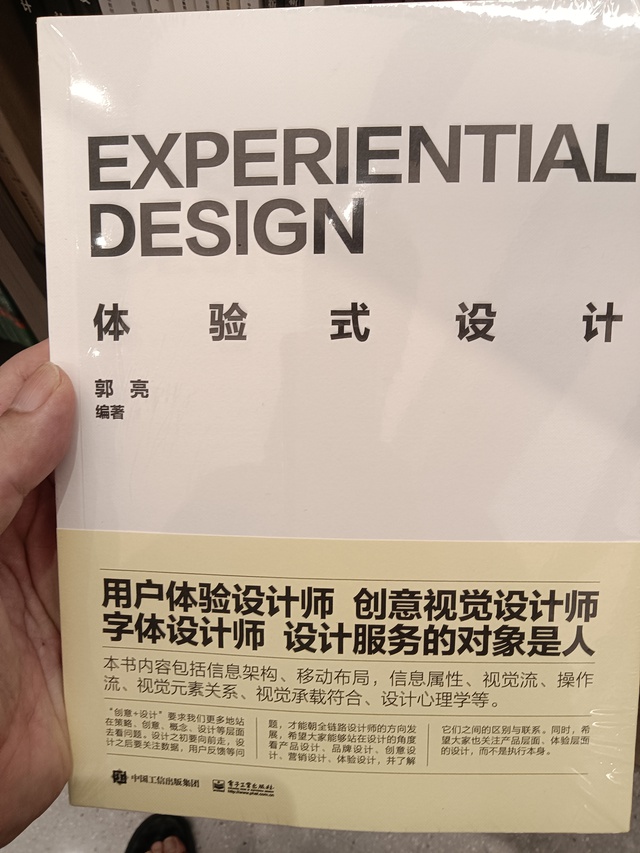 EXPERIENTIAL
DESIGN
体验式设计
郭亮
编著
用户体验设计师 创意视觉设计师
字体设计师 设计服务的对象是人
本书内容包括信息架构、移动布局，信息属性、视觉流、操作
流、视觉元素关系、视觉承载符合、设计心理学等。
“创意+设计”要求我们更多地站
在策略、创意、概念、设计等层面
去看问题。设计之初要向前走，设
计之后要关注数据，用户反馈等问
题，才能朝全链路设计师的方向发
展，希望大家能够站在设计的角度
看产品设计、品牌设计、创意设
计、营销设计、体验设计，并了解
它们之间的区别与联系。同时，希
望大家也关注产品层面、体验层面
的设计，而不是执行本身。
中国工信出版集团
电子工业出版社
http://www.phei.com.cn